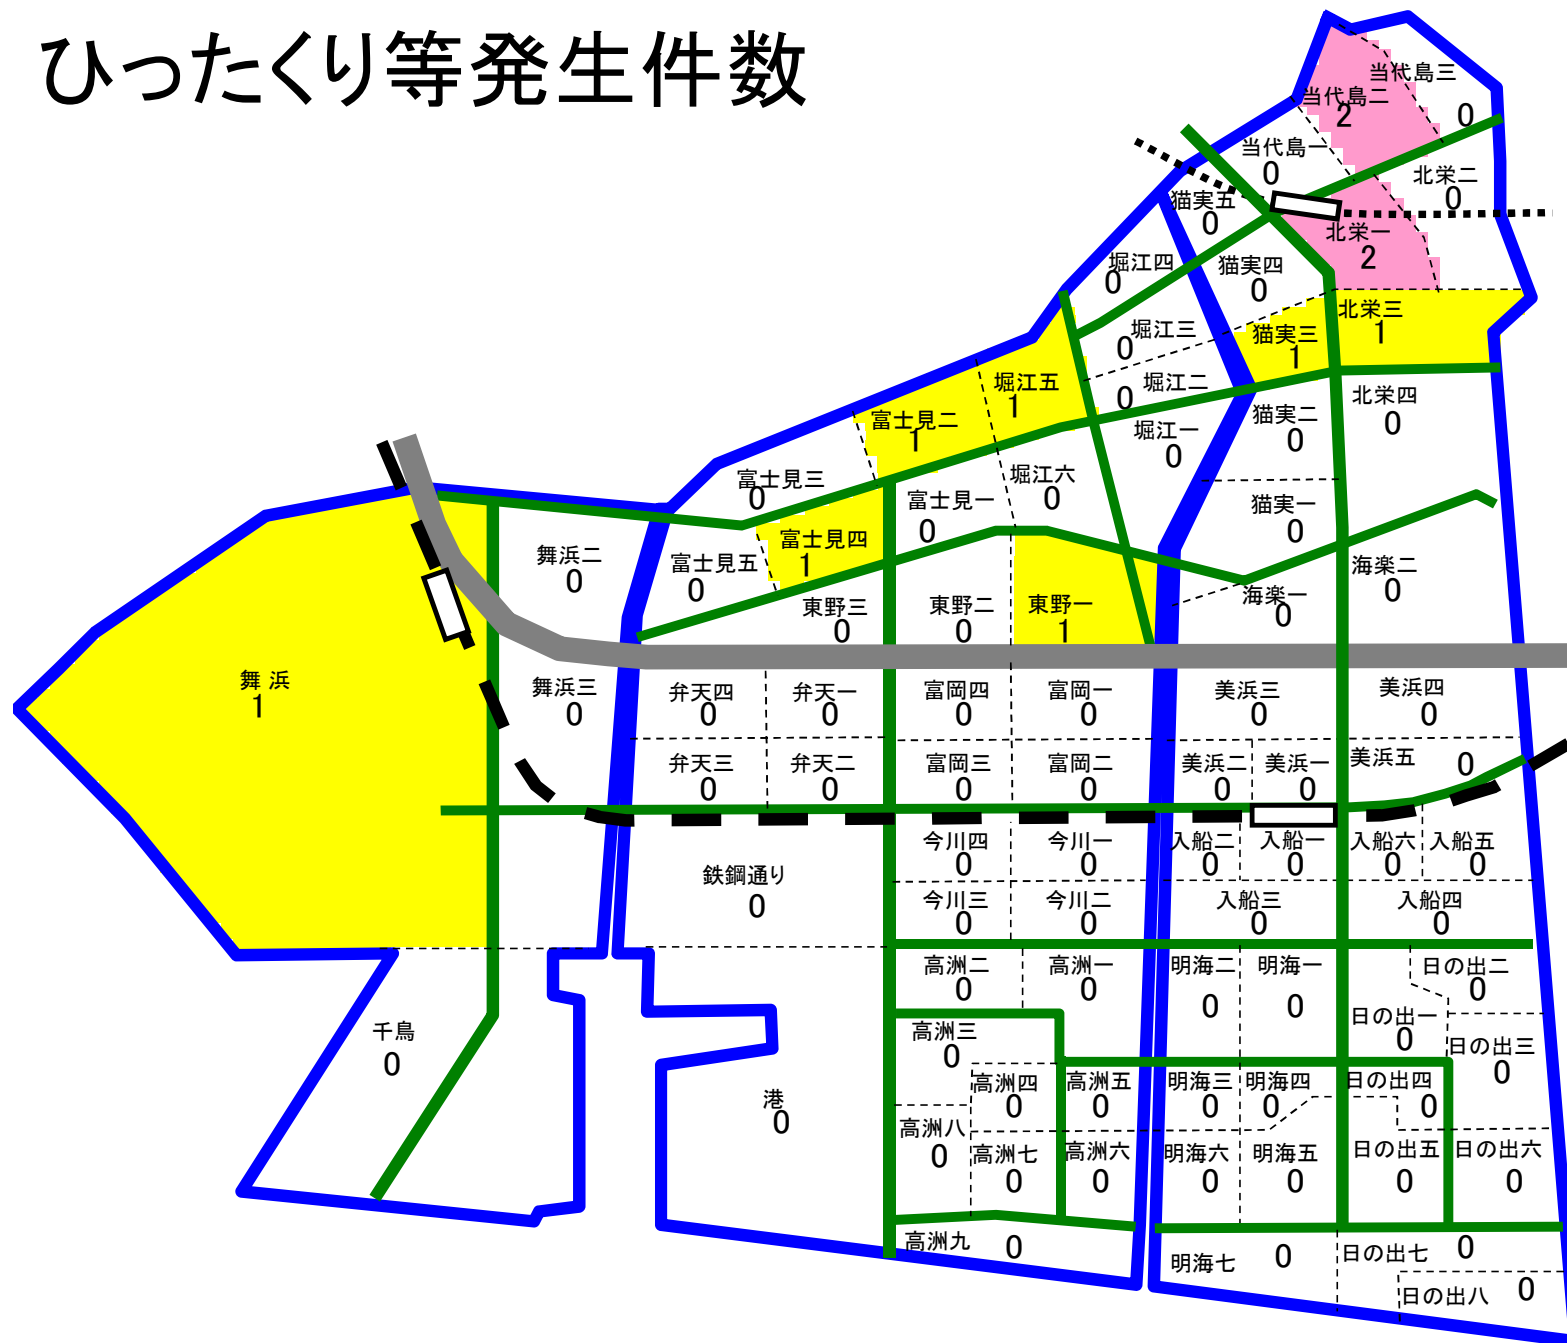 ひったくり等発生件数
当代島三
0
当代島二
2
当代島一
0
北栄二
0
猫実五
0
北栄一
2
堀江四
0
猫実四
0
北栄三
1
堀江三
0
猫実三
1
堀江二
0
堀江五
1
北栄四
0
富士見二
1
猫実二
0
堀江一
0
富士見三
0
堀江六
0
富士見一
0
猫実一
0
富士見四
1
舞浜二
0
富士見五
0
海楽二
0
海楽一
0
東野三
0
東野二
0
東野一
1
舞 浜
1
舞浜三
0
弁天四
0
弁天一
0
富岡四
0
富岡一
0
美浜三
0
美浜四
0
弁天三
0
弁天二
0
富岡三
0
富岡二
0
美浜二
0
美浜一
0
美浜五
0
今川四
0
今川一
0
入船二
0
入船一
0
入船六
0
入船五
0
鉄鋼通り
0
今川三
0
今川二
0
入船三
0
入船四
0
高洲二
0
高洲一
0
明海二
0
明海一
0
日の出二
0
千鳥
0
高洲三
0
日の出一
0
日の出三
0
港
0
高洲四
0
高洲五
0
明海三
0
明海四
0
日の出四
0
高洲八
0
高洲七
0
高洲六
0
明海六
0
明海五
0
日の出五
0
日の出六
0
高洲九
0
明海七
0
日の出七
0
日の出八
0